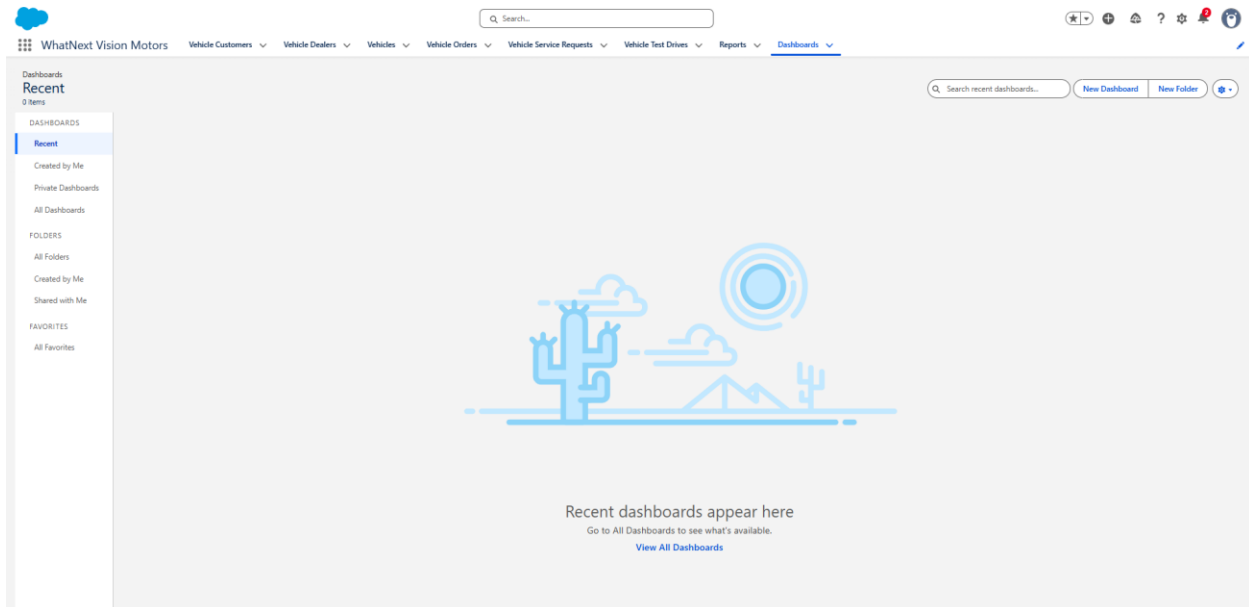 Search...
2
WhatNext Vision Motors
Vehicle Customers
Vehicle Dealers
Vehicles
Vehicle Orders
Vehicle Service Requests
Vehicle Test Drives
Reports
Dashboards
Dashboards
Recent
0 items
Search recent dashboards...
New Dashboard
New Folder
DASHBOARDS
Recent
Created by Me
Private Dashboards
All Dashboards
FOLDERS
All Folders
Created by Me
Shared with Me
FAVORITES
All Favorites
Recent dashboards appear here
Go to All Dashboards to see what's available.
View All Dashboards